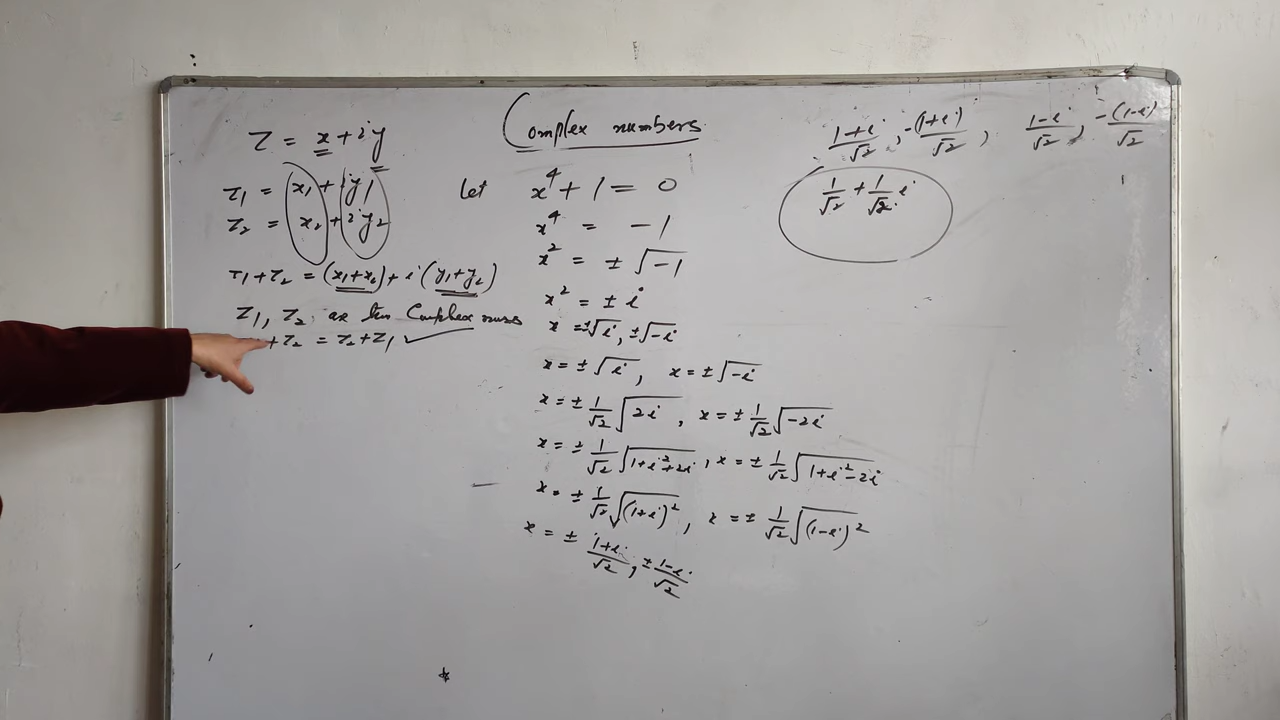 Complex numbers
z = x + iy
z₁ = x₁ + iy₁
z₂ = x₂ + iy₂
z₁ + z₂ = (x₁+x₂) + i(y₁+y₂)
z₁, z₂ are two Complex
+ z₂ = z₂ + z₁ ✓
Let x⁴ + 1 = 0
x⁴ = -1
x² = ± √-1
x² = ± i
x = ±√i, ±√-i
x = ± √i, x = ± √-i
x = ± 1/√2 √2i, x = ± 1/√2 √-2i
x = ± 1/√2 √1+i²+2i, x = ± 1/√2 √1+i²-2i
x = ± 1/√2 √(1+i)², x = ± 1/√2 √(1-i)²
x = ± 1+i/√2, ± 1-i/√2
1+i/√2, -(1+i)/√2, 1-i/√2, -(1-i)/√2
1/√2 + 1/√2 i